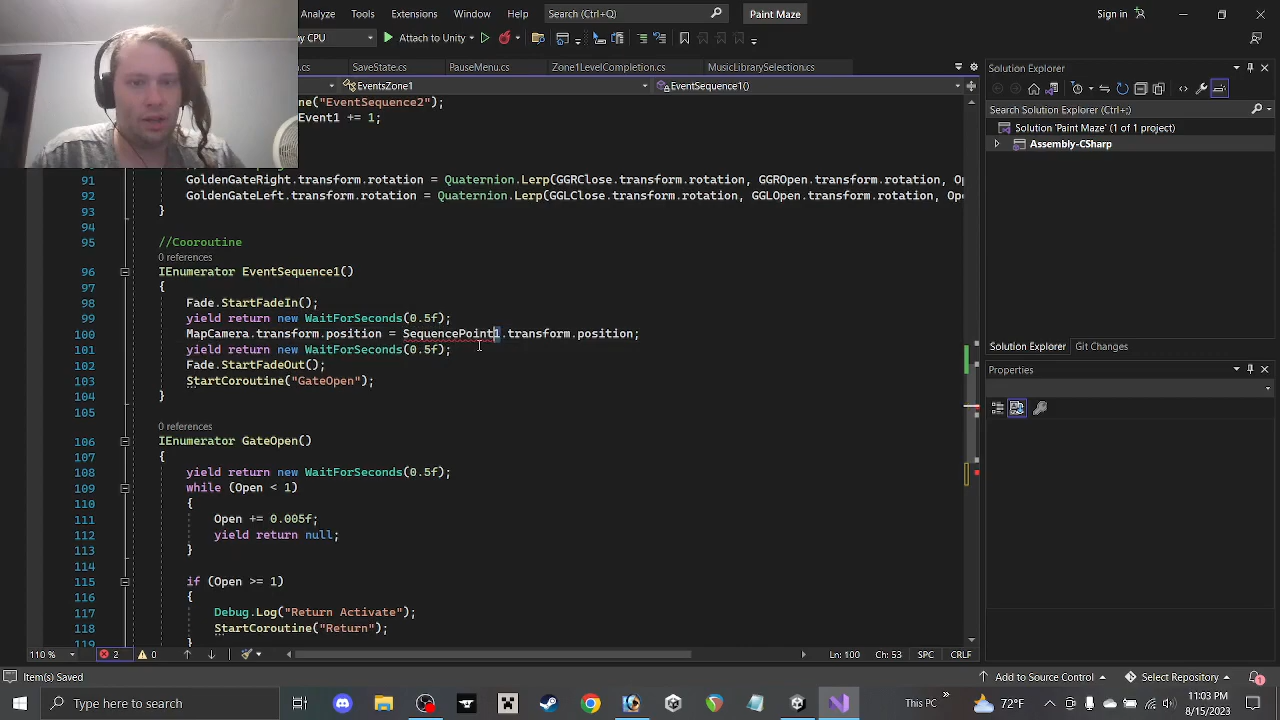 Analyze Tools Extensions Window Help Search (Ctrl+Q) Paint Maze Sign in
CPU Attach to Unity
.cs SaveState.cs PauseMenu.cs Zone1LevelCompletion.cs MusicLibrarySelection.cs
EventsZone1 EventSequence1()
Solution Explorer
Search Solution Explorer (Ctrl+;)
Solution 'Paint Maze' (1 of 1 project)
Assembly-CSharp
Solution Explorer Git Changes
Properties
("EventSequence2");
Event1 += 1;
91 GoldenGateRight.transform.rotation = Quaternion.Lerp(GGRClose.transform.rotation, GGROpen.transform.rotation, Op
92 GoldenGateLeft.transform.rotation = Quaternion.Lerp(GGLClose.transform.rotation, GGLOpen.transform.rotation, Ope
93 }
94
95 //Cooroutine
0 references
96 IEnumerator EventSequence1()
97 {
98 Fade.StartFadeIn();
99 yield return new WaitForSeconds(0.5f);
100 MapCamera.transform.position = SequencePoint1.transform.position;
101 yield return new WaitForSeconds(0.5f);
102 Fade.StartFadeOut();
103 StartCoroutine("GateOpen");
104 }
105
0 references
106 IEnumerator GateOpen()
107 {
108 yield return new WaitForSeconds(0.5f);
109 while (Open < 1)
110 {
111 Open += 0.005f;
112 yield return null;
113 }
114
115 if (Open >= 1)
116 {
117 Debug.Log("Return Activate");
118 StartCoroutine("Return");
119 }
110 % 2 0 Ln: 100 Ch: 53 SPC CRLF
Item(s) Saved Add to Source Control Select Repository 1
Type here to search This PC 72°F 11:03 PM
8/15/2023 6